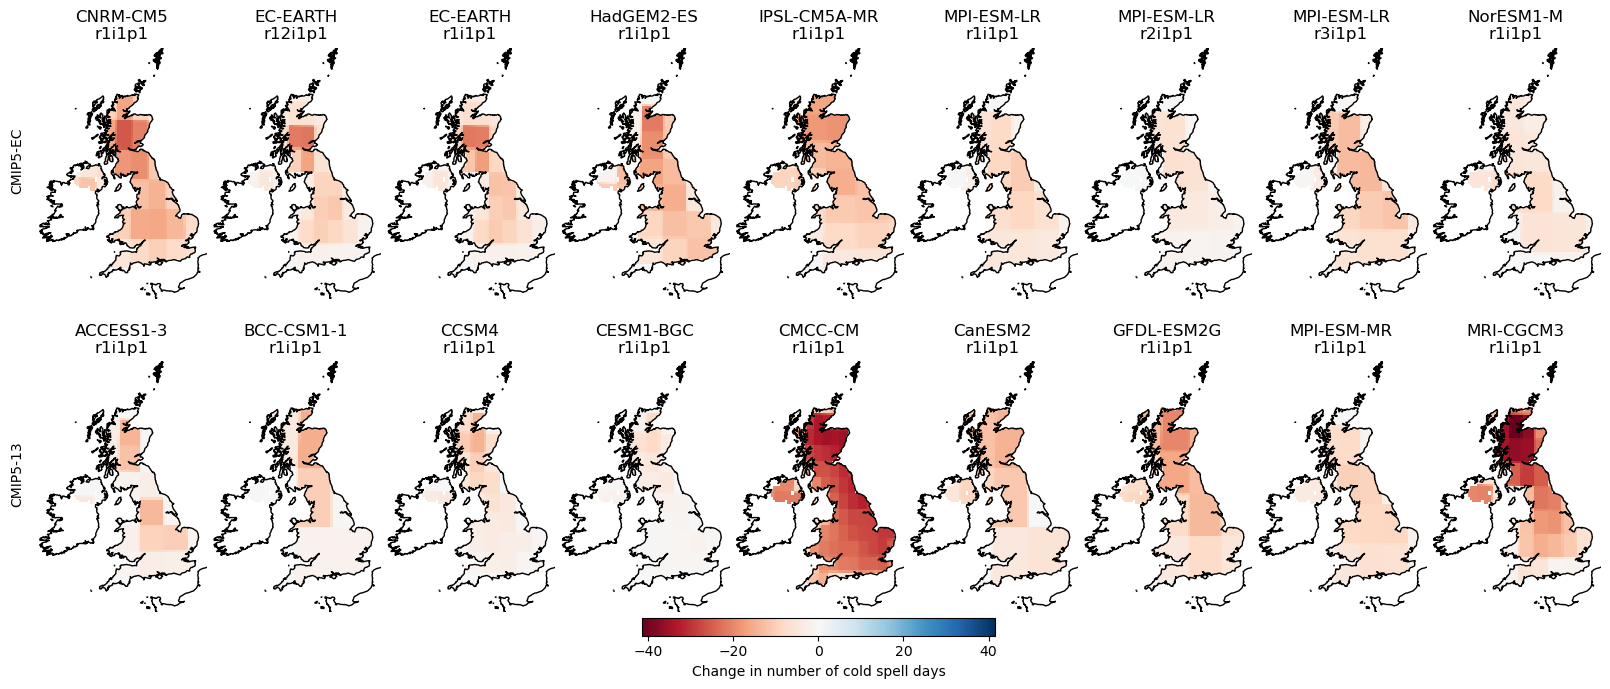 CNRM-CM5 EC-EARTH EC-EARTH HadGEM2-ES IPSL-CM5A-MR MPI-ESM-LR MPI-ESM-LR MPI-ESM-LR NorESM1-M
r1i1p1 r12i1p1 r1i1p1 r1i1p1 r1i1p1 r1i1p1 r2i1p1 r3i1p1 r1i1p1
CMIP5-EC
ACCESS1-3 BCC-CSM1-1 CCSM4 CESM1-BGC CMCC-CM CanESM2 GFDL-ESM2G MPI-ESM-MR MRI-CGCM3
r1i1p1 r1i1p1 r1i1p1 r1i1p1 r1i1p1 r1i1p1 r1i1p1 r1i1p1 r1i1p1
CMIP5-13
−40 −20 0 20 40
Change in number of cold spell days